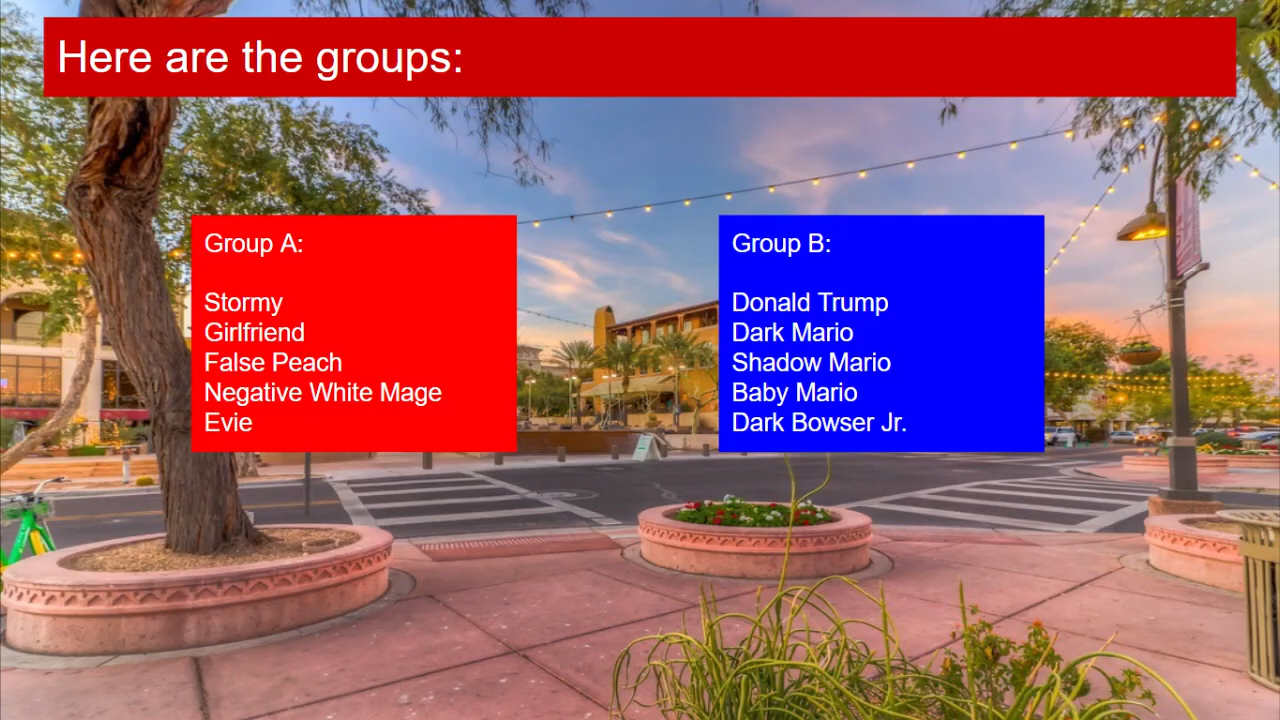 Here are the groups:
Group A:
Stormy
Girlfriend
False Peach
Negative White Mage
Evie
Group B:
Donald Trump
Dark Mario
Shadow Mario
Baby Mario
Dark Bowser Jr.